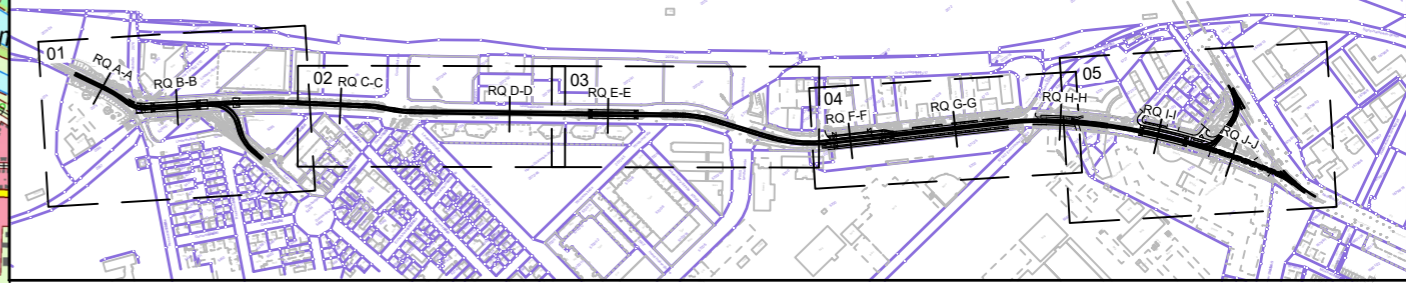 01
RQ A-A
RQ B-B
02
RQ C-C
RQ D-D
03
RQ E-E
04
RQ F-F
RQ G-G
RQ H-H
05
RQ I-I
RQ J-J